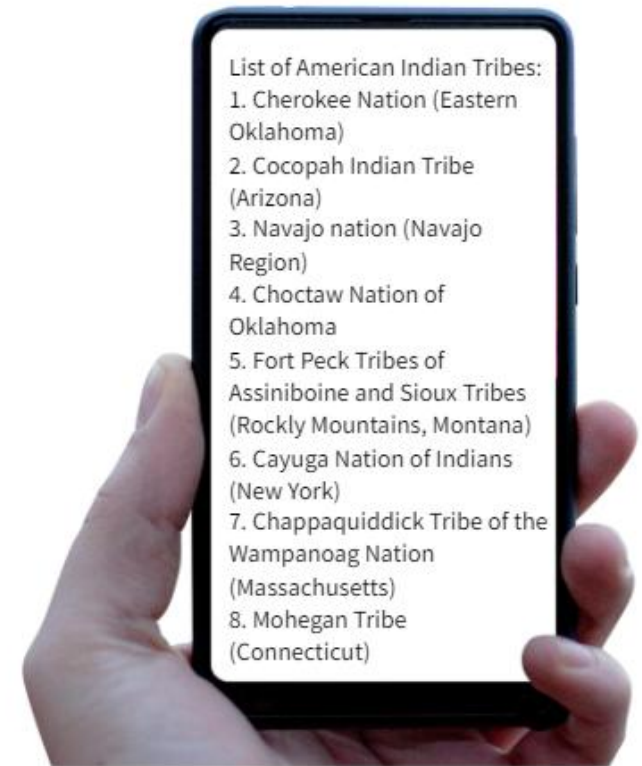 List of American Indian Tribes:
1. Cherokee Nation (Eastern
Oklahoma)
2. Cocopah Indian Tribe
(Arizona)
3. Navajo nation (Navajo
Region)
4. Choctaw Nation of
Oklahoma
5. Fort Peck Tribes of
Assiniboine and Sioux Tribes
(Rockly Mountains, Montana)
6. Cayuga Nation of Indians
(New York)
7. Chappaquiddick Tribe of the
Wampanoag Nation
(Massachusetts)
8. Mohegan Tribe
(Connecticut)